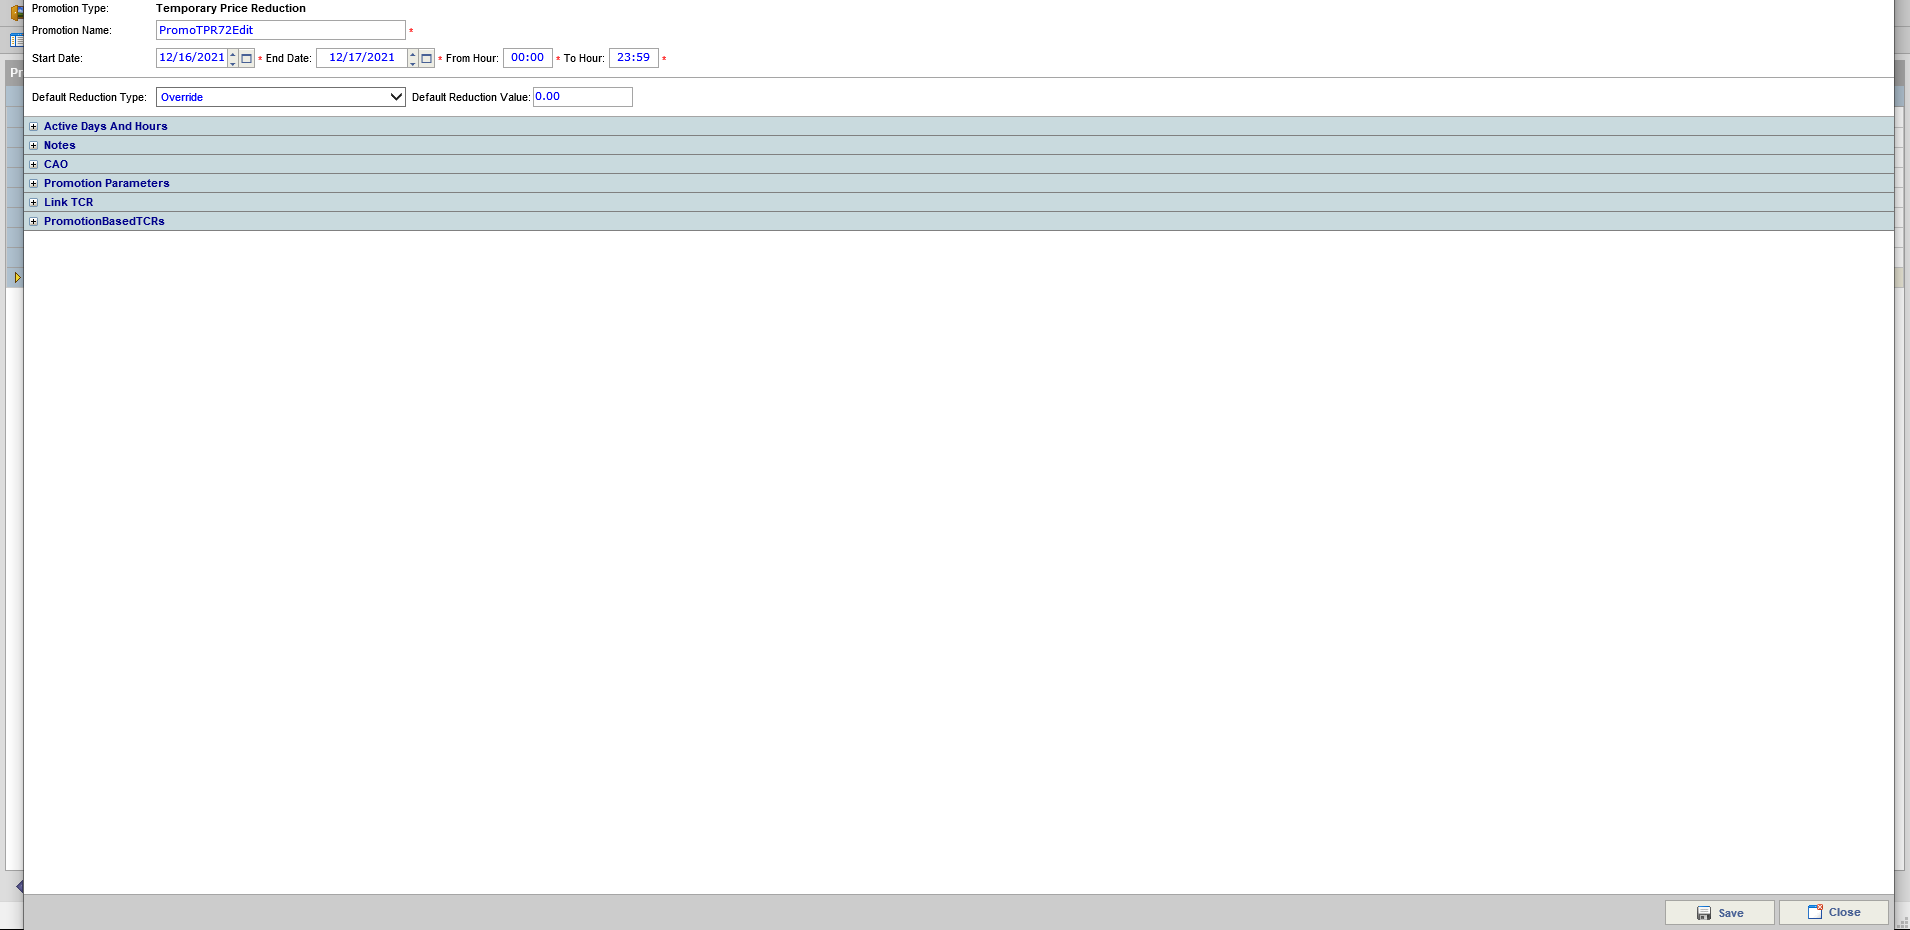 Promotion Type: Temporary Price Reduction
Promotion Name: PromoTPR72Edit *
Start Date: 12/16/2021 * End Date: 12/17/2021 * From Hour: 00:00 * To Hour: 23:59 *
Default Reduction Type: Override Default Reduction Value: 0.00
Active Days And Hours
Notes
CAO
Promotion Parameters
Link TCR
PromotionBasedTCRs
Pr
Save Close